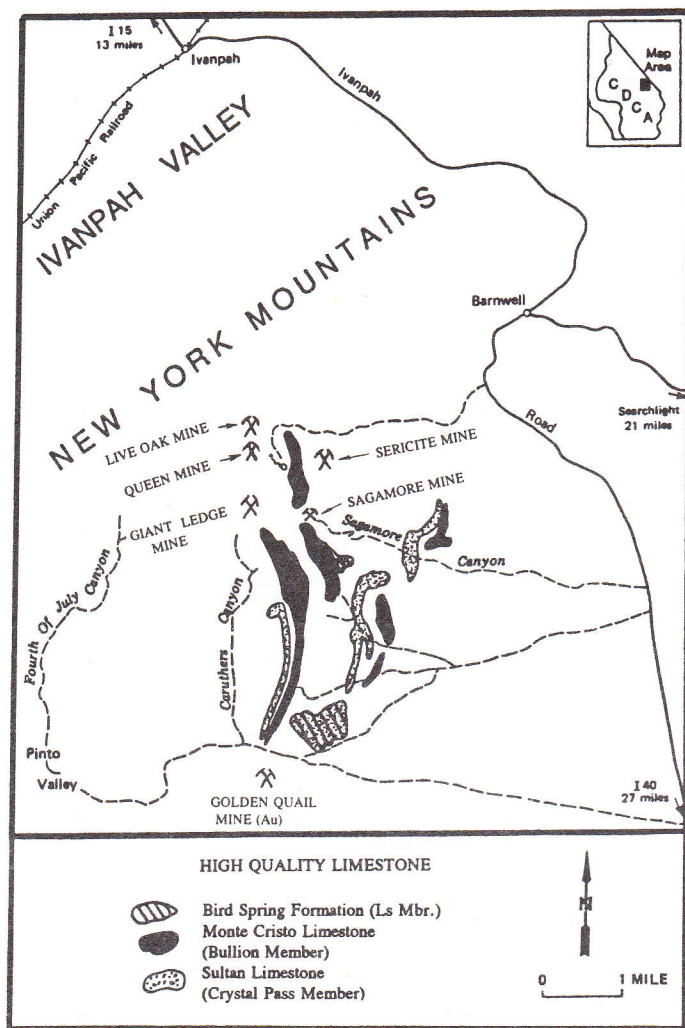 I 15
13 miles
Ivanpah
Ivanpah
Map
Area
C
D
C
A
Union Pacific Railroad
IVANPAH VALLEY
NEW YORK MOUNTAINS
Barnwell
Road
Searchlight
21 miles
LIVE OAK MINE
QUEEN MINE
SERICITE MINE
SAGAMORE MINE
GIANT LEDGE
MINE
Sagamore
Canyon
Fourth Of July Canyon
Caruthers Canyon
Pinto
Valley
I 40
27 miles
GOLDEN QUAIL
MINE (Au)
HIGH QUALITY LIMESTONE
Bird Spring Formation (Ls Mbr.)
Monte Cristo Limestone
(Bullion Member)
Sultan Limestone
(Crystal Pass Member)
N
0 1 MILE